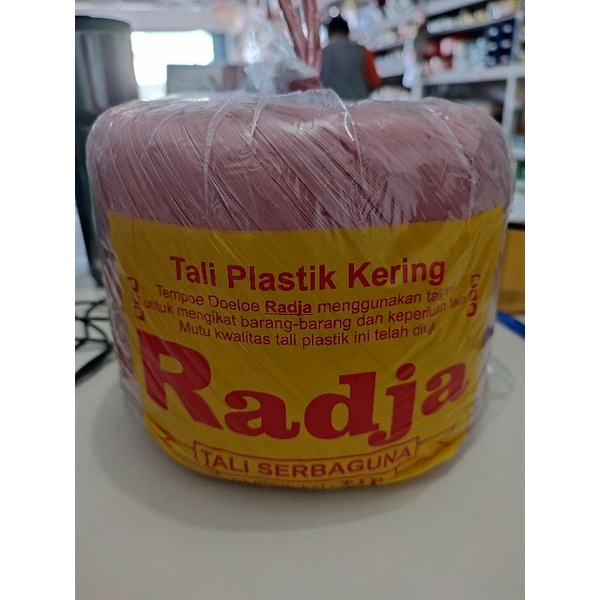 Tali Plastik Kering
Tempoe Doeloe Radja menggunakan tali ini
untuk mengikat barang-barang dan keperluan lain
Mutu kwalitas tali plastik ini telah diuji
Radja
TALI SERBAGUNA